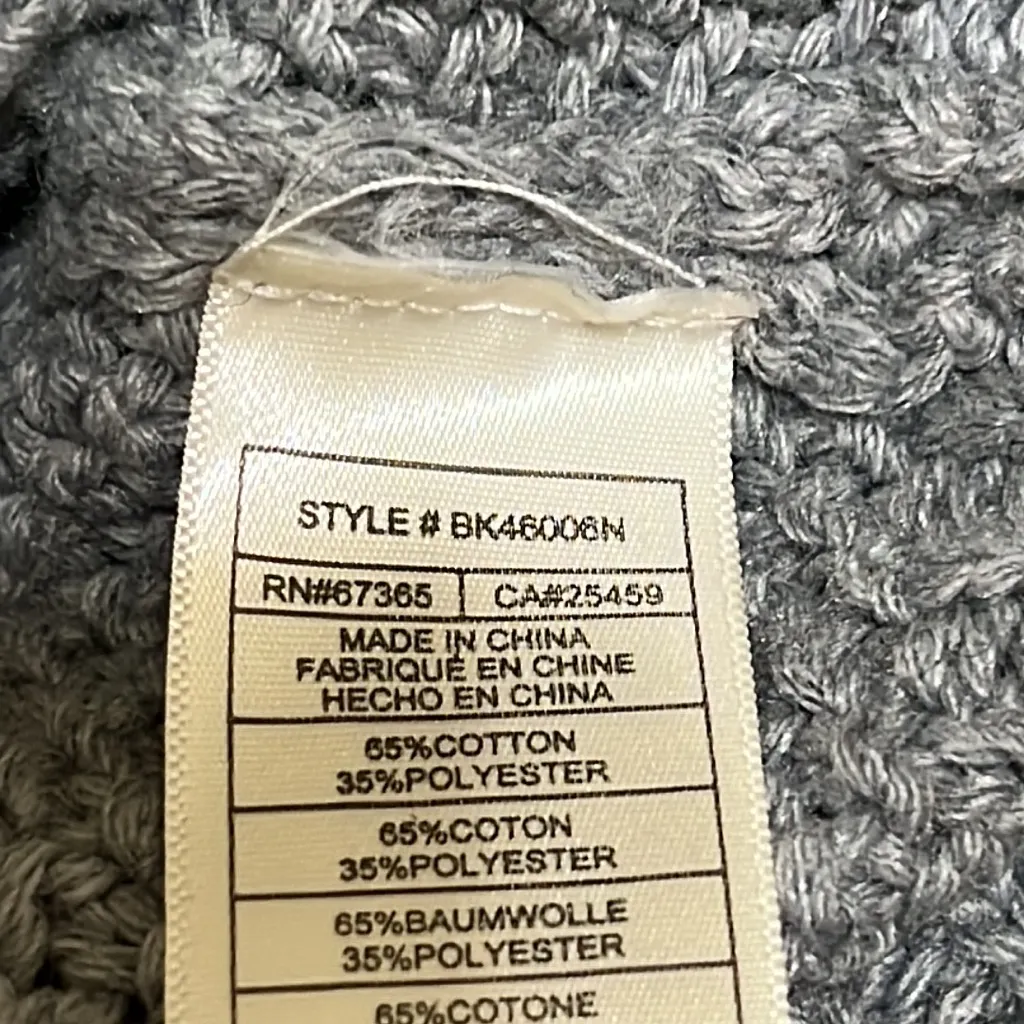 STYLE # BK46006N
RN#67365 CA#25459
MADE IN CHINA
FABRIQUÉ EN CHINE
HECHO EN CHINA
65%COTTON
35%POLYESTER
65%COTON
35%POLYESTER
65%BAUMWOLLE
35%POLYESTER
65%COTONE